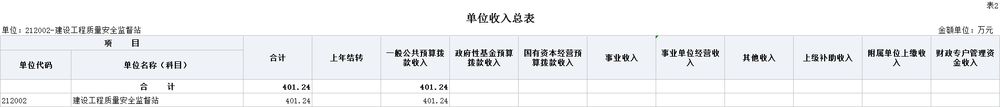 表2
单位收入总表
单位：212002-建设工程质量安全监督站 金额单位：万元
项 目
单位代码 单位名称（科目） 合计 上年结转 一般公共预算拨款收入 政府性基金预算拨款收入 国有资本经营预算拨款收入 事业收入 事业单位经营收入 其他收入 上级补助收入 附属单位上缴收入 财政专户管理资金收入
合 计 401.24 401.24
212002 建设工程质量安全监督站 401.24 401.24